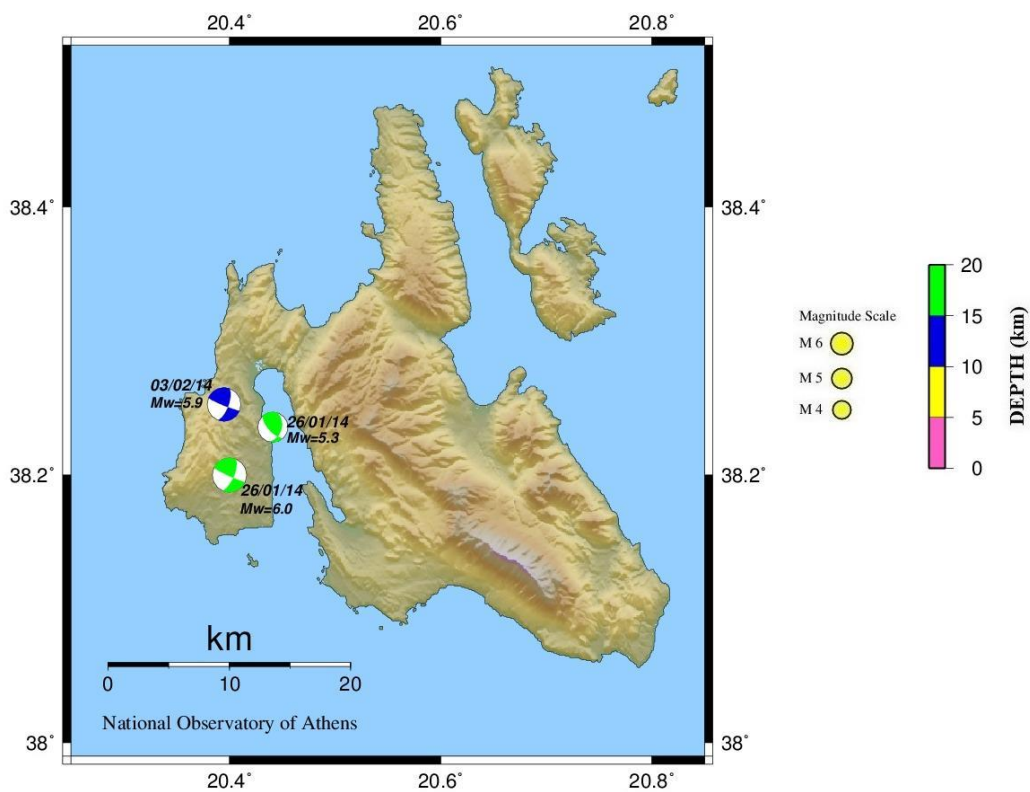 20.4° 20.6° 20.8°
38.4° 38.4°
20
15
10
5
0
DEPTH (km)
Magnitude Scale
M 6
M 5
M 4
03/02/14
Mw=5.9
26/01/14
Mw=5.3
38.2° 38.2°
26/01/14
Mw=6.0
km
0 10 20
National Observatory of Athens
38° 38°
20.4° 20.6° 20.8°